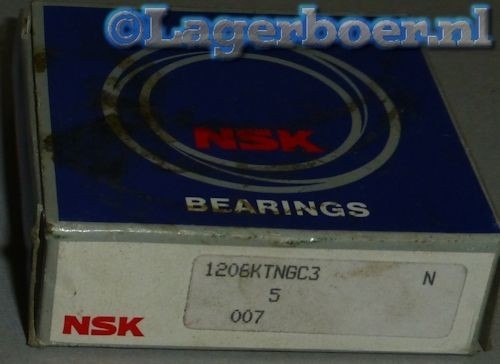 ©Lagerboer.nl
NSK
BEARINGS
1206KTNGC3 N
5
007
NSK